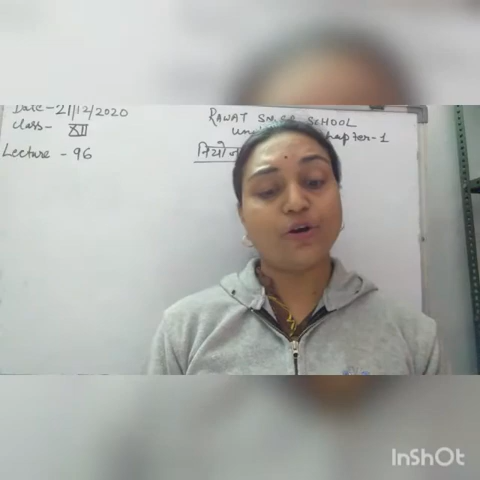 Date - 21/12/2020
Class - XII
Lecture - 96
RAWAT SCHOOL
Chapter-1
InShOt